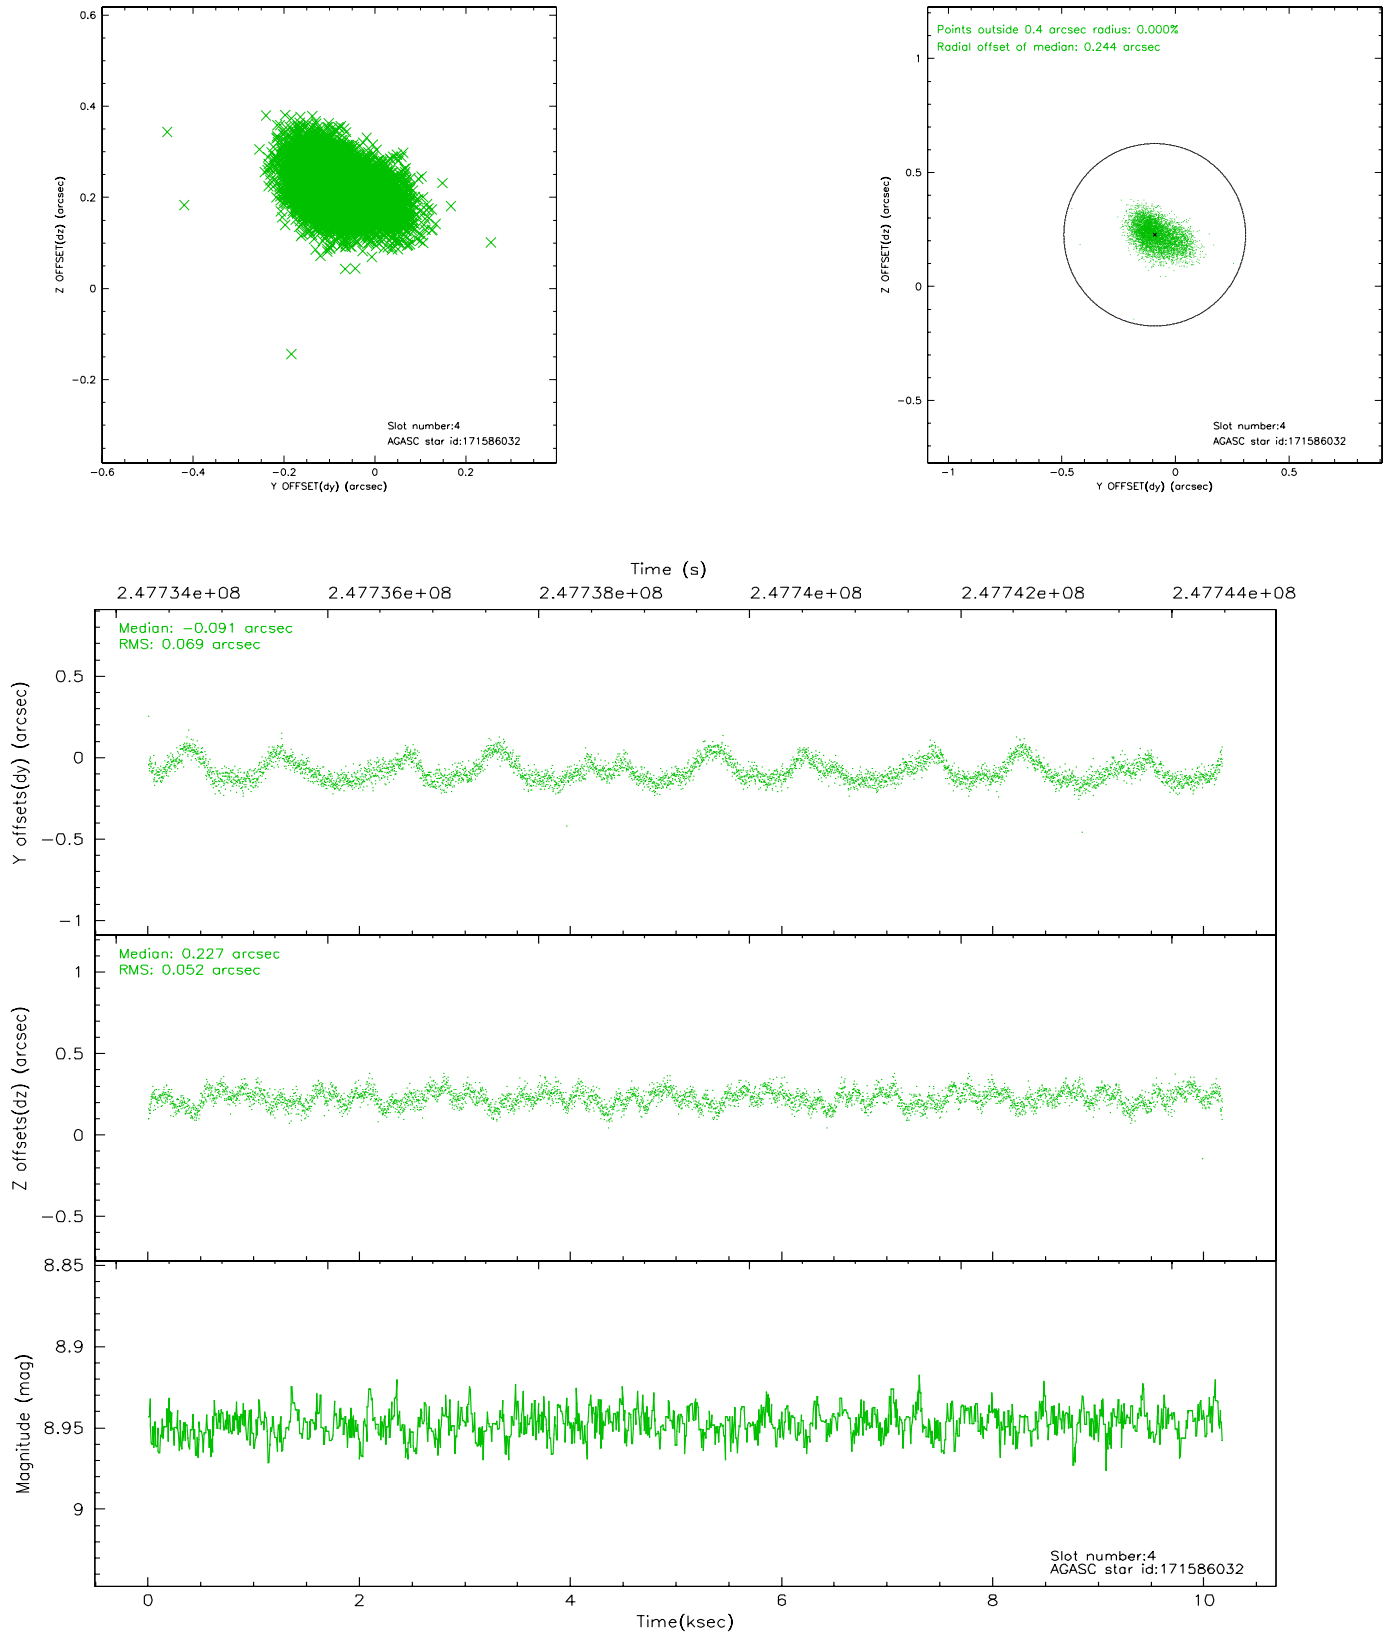 0.6
0.4
0.2
0
−0.2
Z OFFSET(dz) (arcsec)
Slot number:4
AGASC star id:171586032
−0.6
−0.4
−0.2
0
0.2
Y OFFSET(dy) (arcsec)
Points outside 0.4 arcsec radius: 0.000%
Radial offset of median: 0.244 arcsec
1
0.5
0
−0.5
Z OFFSET(dz) (arcsec)
Slot number:4
AGASC star id:171586032
−1
−0.5
0
0.5
Y OFFSET(dy) (arcsec)
Time (s)
2.47734e+08
2.47736e+08
2.47738e+08
2.4774e+08
2.47742e+08
2.47744e+08
Median: −0.091 arcsec
RMS: 0.069 arcsec
0.5
0
−0.5
−1
Y offsets(dy) (arcsec)
Median: 0.227 arcsec
RMS: 0.052 arcsec
1
0.5
0
−0.5
Z offsets(dz) (arcsec)
8.85
8.9
8.95
9
Magnitude (mag)
Slot number:4
AGASC star id:171586032
0
2
4
6
8
10
Time(ksec)